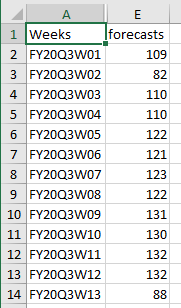 A E
1 Weeks forecasts
2 FY20Q3W01 109
3 FY20Q3W02 82
4 FY20Q3W03 110
5 FY20Q3W04 110
6 FY20Q3W05 122
7 FY20Q3W06 121
8 FY20Q3W07 123
9 FY20Q3W08 122
10 FY20Q3W09 131
11 FY20Q3W10 130
12 FY20Q3W11 132
13 FY20Q3W12 132
14 FY20Q3W13 88